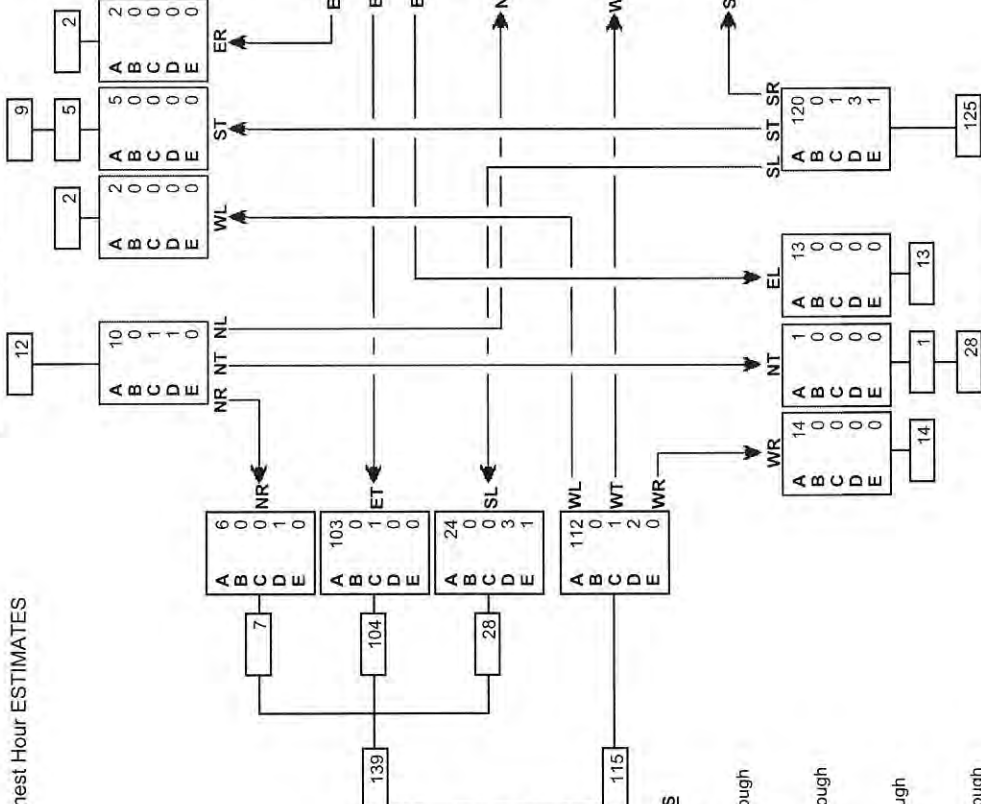 nest Hour ESTIMATES
12
9
5
2
2
A 10
B 0
C 1
D 1
E 0
NR NT NL
A 2
B 0
C 0
D 0
E 0
WL
A 5
B 0
C 0
D 0
E 0
ST
A 2
B 0
C 0
D 0
E 0
ER
139
7
104
28
A 6
B 0
C 0
D 1
E 0
NR
A 103
B 0
C 1
D 0
E 0
ET
A 24
B 0
C 0
D 3
E 1
SL
115
A 112
B 0
C 1
D 2
E 0
WL
WT
WR
WR
A 14
B 0
C 0
D 0
E 0
14
NT
A 1
B 0
C 0
D 0
E 0
1
28
EL
A 13
B 0
C 0
D 0
E 0
13
SL ST SR
A 120
B 0
C 1
D 3
E 1
125
S
ough
ough
ugh
ough